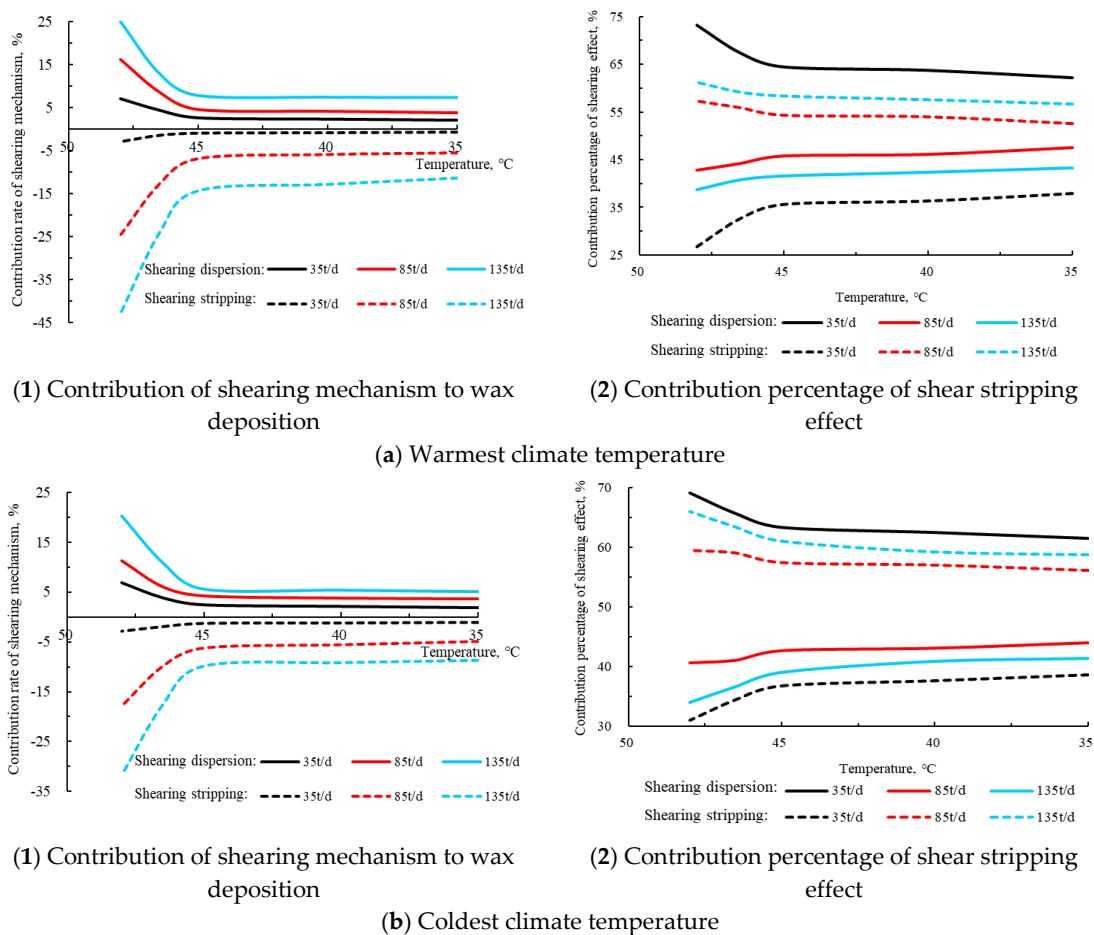 Contribution rate of shearing mechanism, %
25
15
5
-5
-15
-25
-35
-45
50
45
40
35
Temperature, °C
Shearing dispersion: 35t/d 85t/d 135t/d
Shearing stripping: 35t/d 85t/d 135t/d
Contribution percentage of shearing effect, %
75
65
55
45
35
25
50
45
40
35
Temperature, °C
Shearing dispersion: 35t/d 85t/d 135t/d
Shearing stripping: 35t/d 85t/d 135t/d
(1) Contribution of shearing mechanism to wax
deposition
(2) Contribution percentage of shear stripping
effect
(a) Warmest climate temperature
Contribution rate of shearing mechanism, %
25
15
5
-5
-15
-25
-35
50
45
40
35
Temperature, °C
Shearing dispersion: 35t/d 85t/d 135t/d
Shearing stripping: 35t/d 85t/d 135t/d
Contribution percentage of shearing effect, %
70
60
50
40
30
50
45
40
35
Temperature, °C
Shearing dispersion: 35t/d 85t/d 135t/d
Shearing stripping: 35t/d 85t/d 135t/d
(1) Contribution of shearing mechanism to wax
deposition
(2) Contribution percentage of shear stripping
effect
(b) Coldest climate temperature